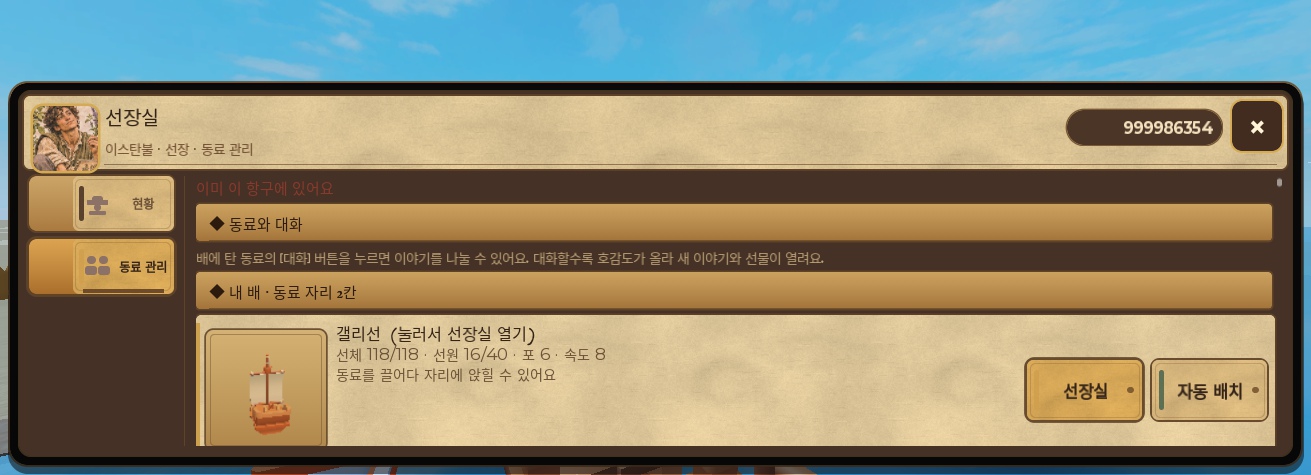 선장실
이스탄불 · 선장 · 동료 관리
999986354
×
현황
동료 관리
이미 이 항구에 있어요
◆ 동료와 대화
배에 탄 동료의 [대화] 버튼을 누르면 이야기를 나눌 수 있어요. 대화할수록 호감도가 올라 새 이야기와 선물이 열려요.
◆ 내 배 · 동료 자리 2칸
갤리선 (눌러서 선장실 열기)
선체 118/118 · 선원 16/40 · 포 6 · 속도 8
동료를 끌어다 자리에 앉힐 수 있어요
선장실
자동 배치